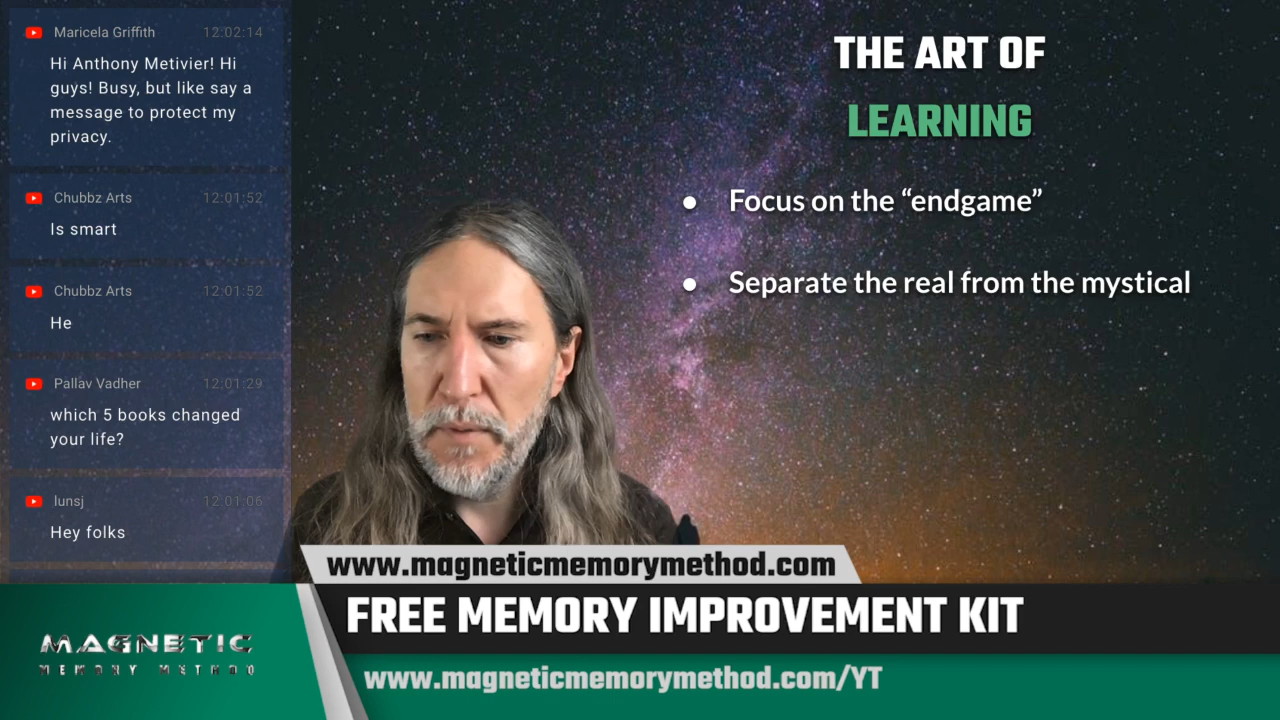 Maricela Griffith 12:02:14
Hi Anthony Metivier! Hi
guys! Busy, but like say a
message to protect my
privacy.
Chubbz Arts 12:01:52
Is smart
Chubbz Arts 12:01:52
He
Pallav Vadher 12:01:29
which 5 books changed
your life?
lunsj 12:01:06
Hey folks
THE ART OF
LEARNING
● Focus on the “endgame”
● Separate the real from the mystical
www.magneticmemorymethod.com
FREE MEMORY IMPROVEMENT KIT
www.magneticmemorymethod.com/YT
MAGNETIC
MEMORY METHOD